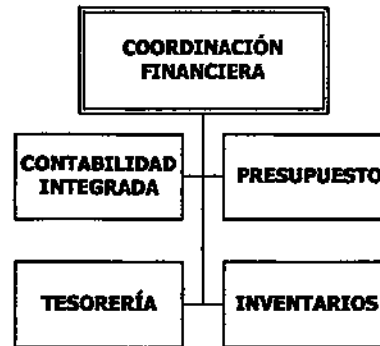 COORDINACIÓN
FINANCIERA
CONTABILIDAD
INTEGRADA
PRESUPUESTO
TESORERÍA
INVENTARIOS